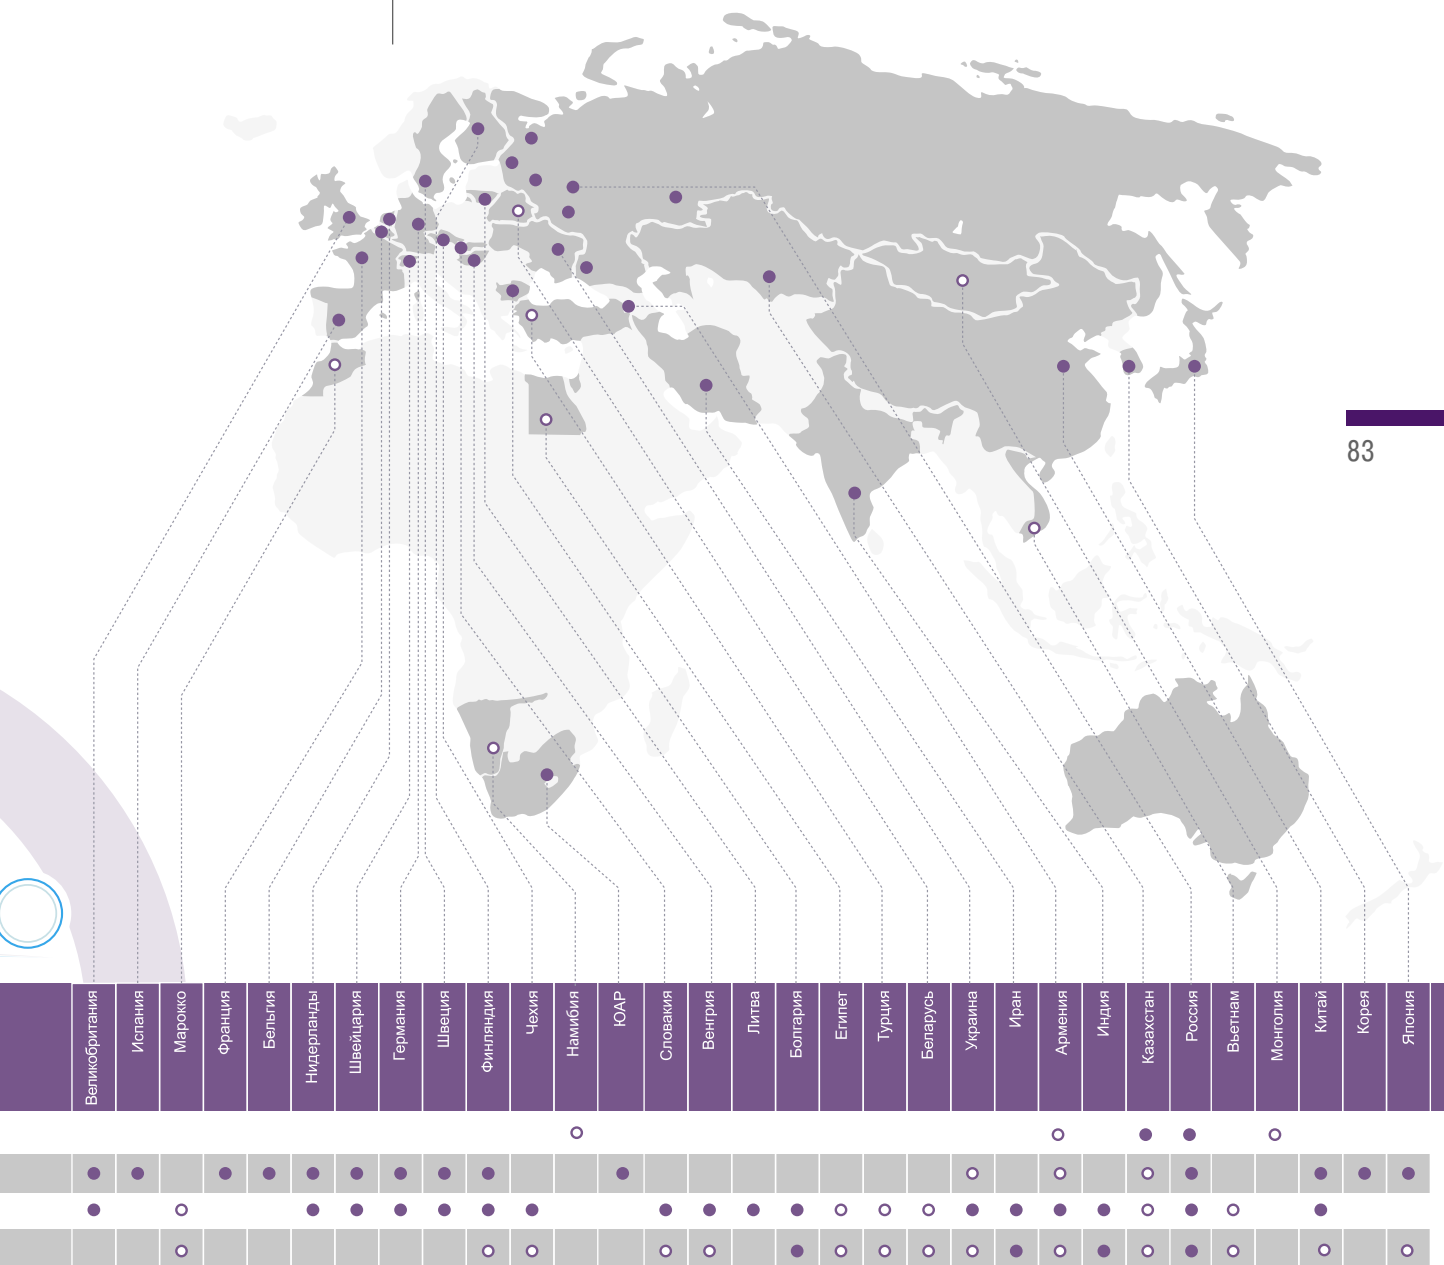 83
Великобритания
Испания
Мароко
Франция
Бельгия
Нидерланды
Швейцария
Германия
Швеция
Финляндия
Чехия
Намибия
ЮАР
Словакия
Венгрия
Литва
Болгария
Египет
Турция
Беларусь
Украина
Иран
Армения
Индия
Казахстан
Россия
Вьетнам
Монголия
Китай
Корея
Япония